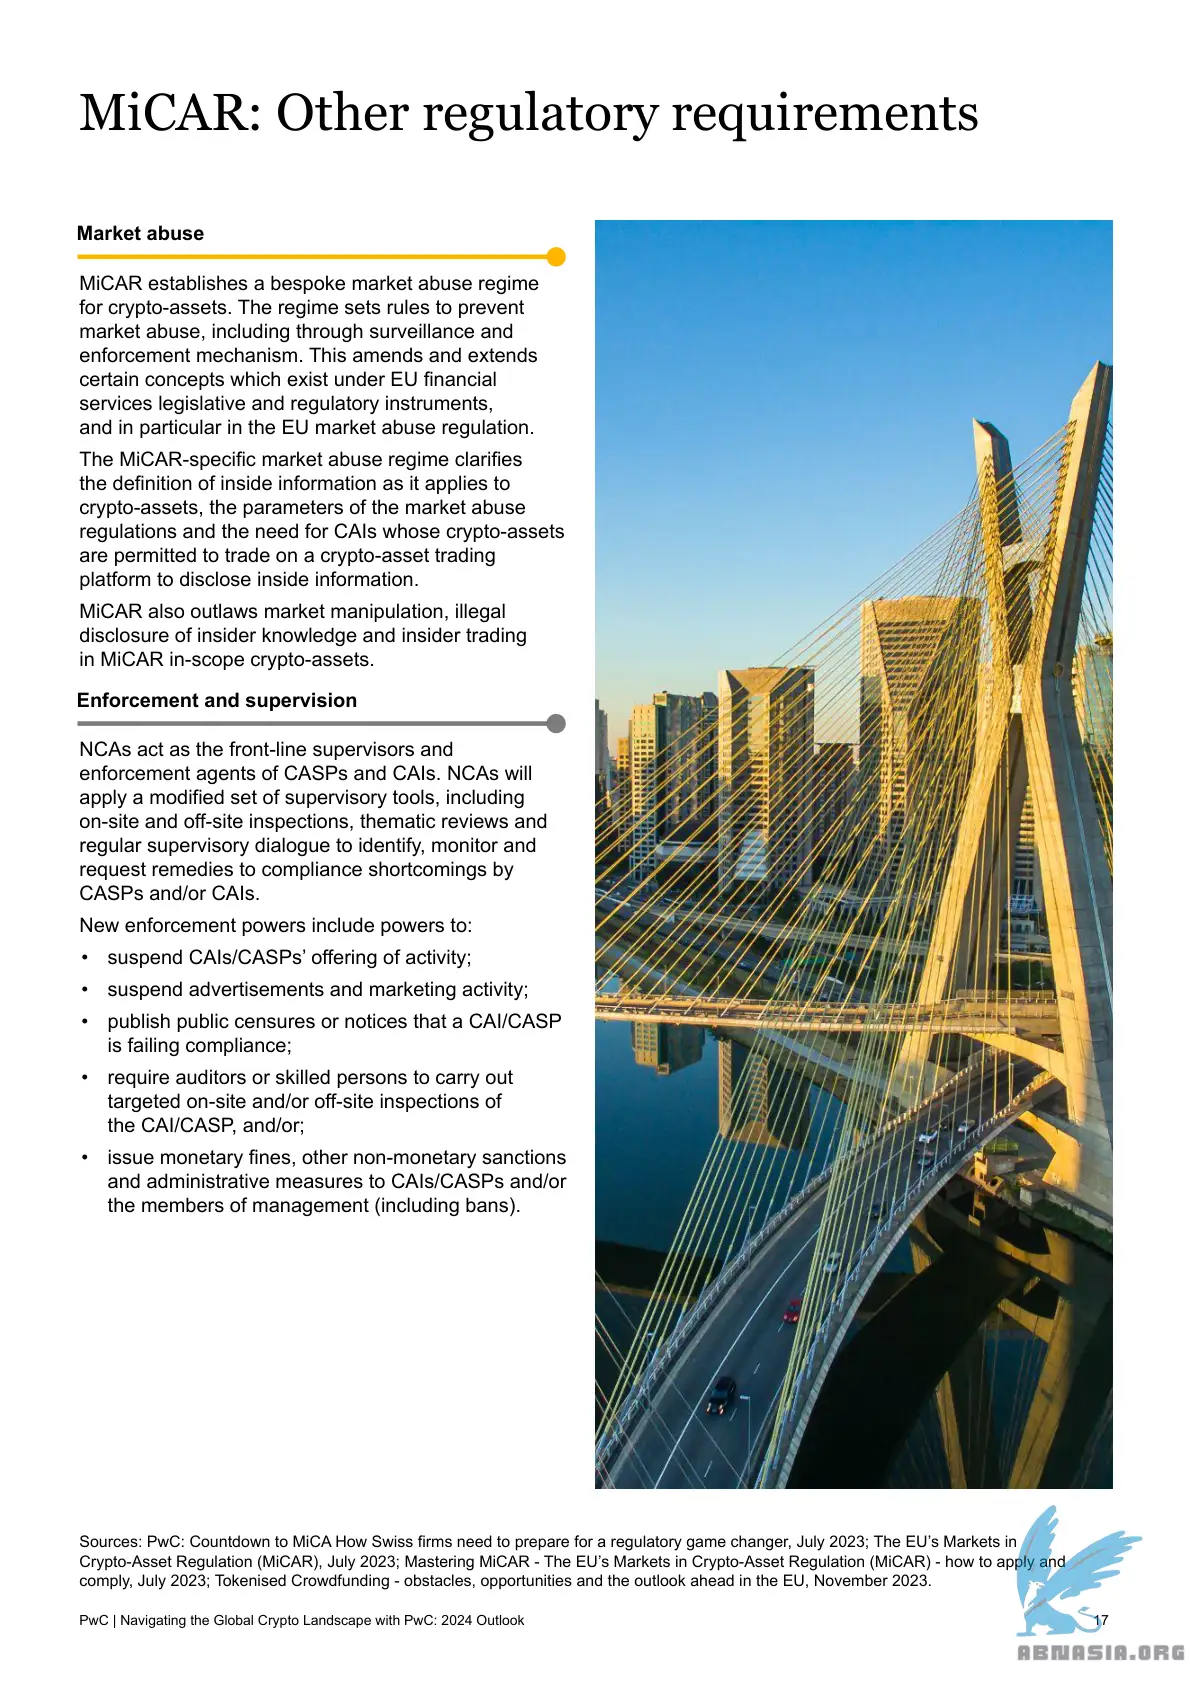 MiCAR: Other regulatory requirements
Market abuse
MiCAR establishes a bespoke market abuse regime
for crypto-assets. The regime sets rules to prevent
market abuse, including through surveillance and
enforcement mechanism. This amends and extends
certain concepts which exist under EU financial
services legislative and regulatory instruments,
and in particular in the EU market abuse regulation.
The MiCAR-specific market abuse regime clarifies
the definition of inside information as it applies to
crypto-assets, the parameters of the market abuse
regulations and the need for CAIs whose crypto-assets
are permitted to trade on a crypto-asset trading
platform to disclose inside information.
MiCAR also outlaws market manipulation, illegal
disclosure of insider knowledge and insider trading
in MiCAR in-scope crypto-assets.
Enforcement and supervision
NCAs act as the front-line supervisors and
enforcement agents of CASPs and CAIs. NCAs will
apply a modified set of supervisory tools, including
on-site and off-site inspections, thematic reviews and
regular supervisory dialogue to identify, monitor and
request remedies to compliance shortcomings by
CASPs and/or CAIs.
New enforcement powers include powers to:
• suspend CAIs/CASPs’ offering of activity;
• suspend advertisements and marketing activity;
• publish public censures or notices that a CAI/CASP
is failing compliance;
• require auditors or skilled persons to carry out
targeted on-site and/or off-site inspections of
the CAI/CASP, and/or;
• issue monetary fines, other non-monetary sanctions
and administrative measures to CAIs/CASPs and/or
the members of management (including bans).
Sources: PwC: Countdown to MiCA How Swiss firms need to prepare for a regulatory game changer, July 2023; The EU’s Markets in
Crypto-Asset Regulation (MiCAR), July 2023; Mastering MiCAR - The EU’s Markets in Crypto-Asset Regulation (MiCAR) - how to apply and
comply, July 2023; Tokenised Crowdfunding - obstacles, opportunities and the outlook ahead in the EU, November 2023.
PwC | Navigating the Global Crypto Landscape with PwC: 2024 Outlook
17
ABNASIA.ORG